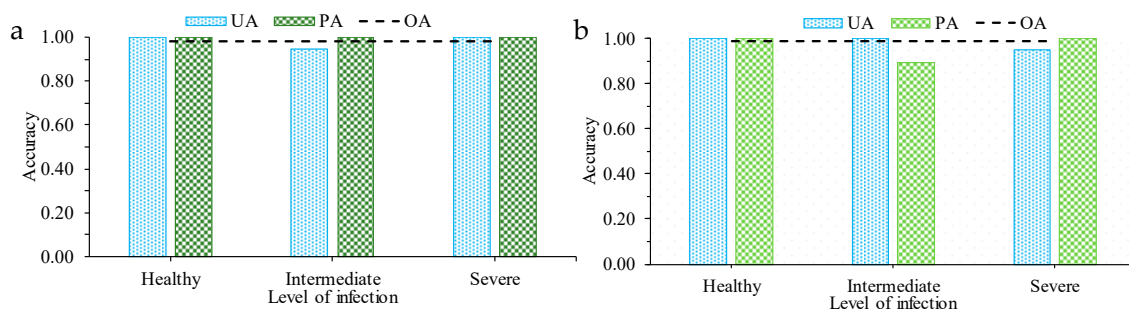 a
UA PA OA
1.00
0.80
0.60
0.40
0.20
0.00
Accuracy
Healthy Intermediate Severe
Level of infection
b
UA PA OA
1.00
0.80
0.60
0.40
0.20
0.00
Accuracy
Healthy Intermediate Severe
Level of infection